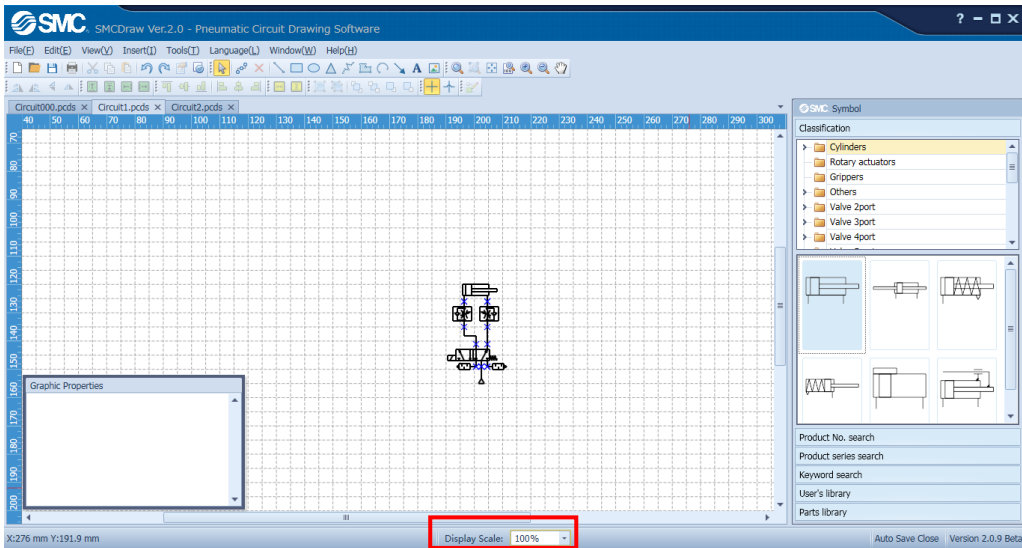 SMC. SMCDraw Ver.2.0 - Pneumatic Circuit Drawing Software
File(F) Edit(E) View(V) Insert(I) Tools(T) Language(L) Window(W) Help(H)
Circuit000.pcds Circuit1.pcds Circuit2.pcds
SMC Symbol
40 50 60 70 80 90 100 110 120 130 140 150 160 170 180 190 200 210 220 230 240 250 260 270 280 290 300
Classification
70
80
90
100
110
120
130
140
150
160
170
180
190
200
Cylinders
Rotary actuators
Grippers
Others
Valve 2port
Valve 3port
Valve 4port
Graphic Properties
Product No. search
Product series search
Keyword search
User's library
Parts library
X:276 mm Y:191.9 mm Display Scale: 100% Auto Save Close Version 2.0.9 Beta